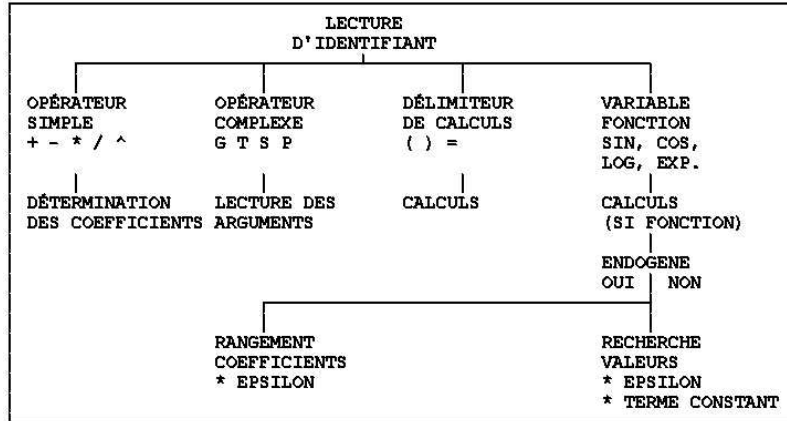 LECTURE
D'IDENTIFIANT
OPÉRATEUR
SIMPLE
+ - * / ^
OPÉRATEUR
COMPLEXE
G T S P
DÉLIMITEUR
DE CALCULS
( ) =
VARIABLE
FONCTION
SIN, COS,
LOG, EXP.
DÉTERMINATION
DES COEFFICIENTS
LECTURE DES
ARGUMENTS
CALCULS
CALCULS
(SI FONCTION)
ENDOGENE
OUI NON
RANGEMENT
COEFFICIENTS
* EPSILON
RECHERCHE
VALEURS
* EPSILON
* TERME CONSTANT